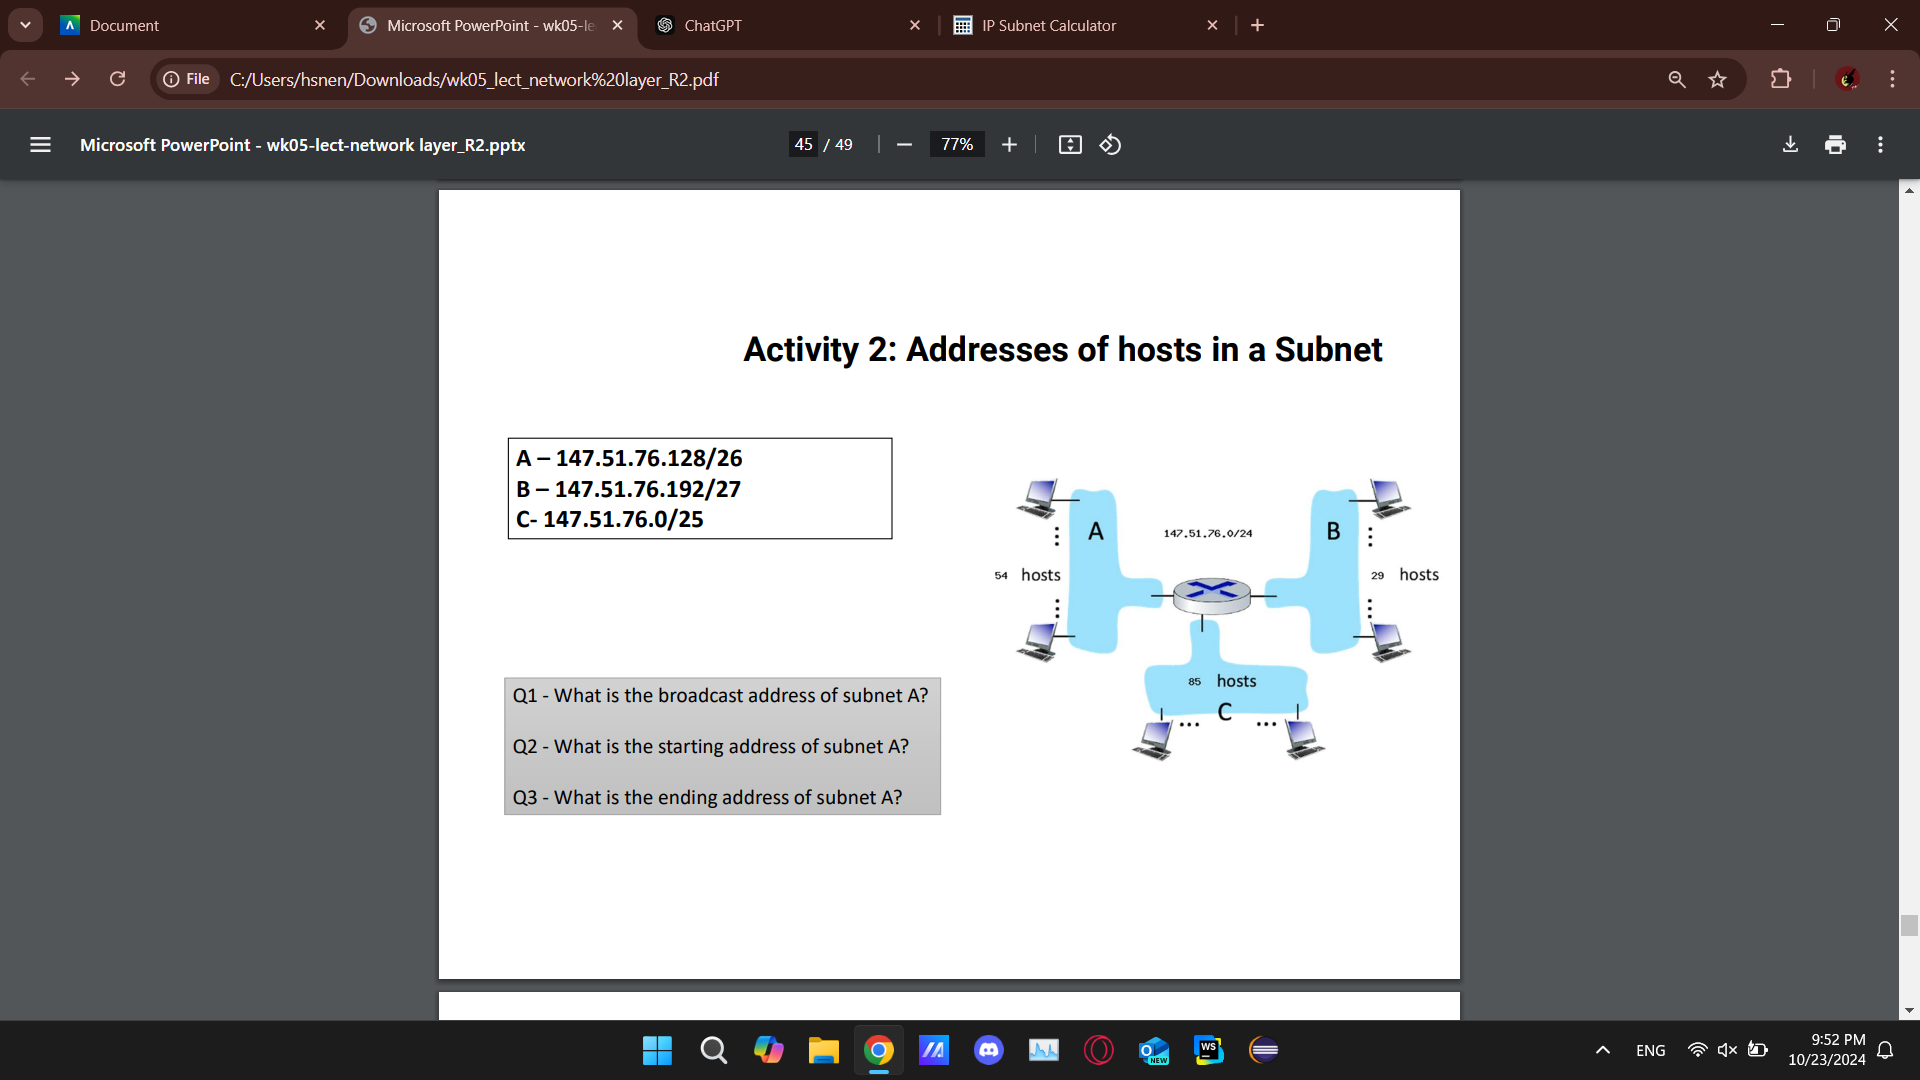 Document
Microsoft PowerPoint - wk05-le
ChatGPT
IP Subnet Calculator
File
C:/Users/hsnen/Downloads/wk05_lect_network%20layer_R2.pdf
Microsoft PowerPoint - wk05-lect-network layer_R2.pptx
45 / 49
77%
Activity 2: Addresses of hosts in a Subnet
A – 147.51.76.128/26
B – 147.51.76.192/27
C- 147.51.76.0/25
A
147.51.76.0/24
B
54 hosts
29 hosts
85 hosts
C
Q1 - What is the broadcast address of subnet A?
Q2 - What is the starting address of subnet A?
Q3 - What is the ending address of subnet A?
NEW
WS
ENG
9:52 PM
10/23/2024